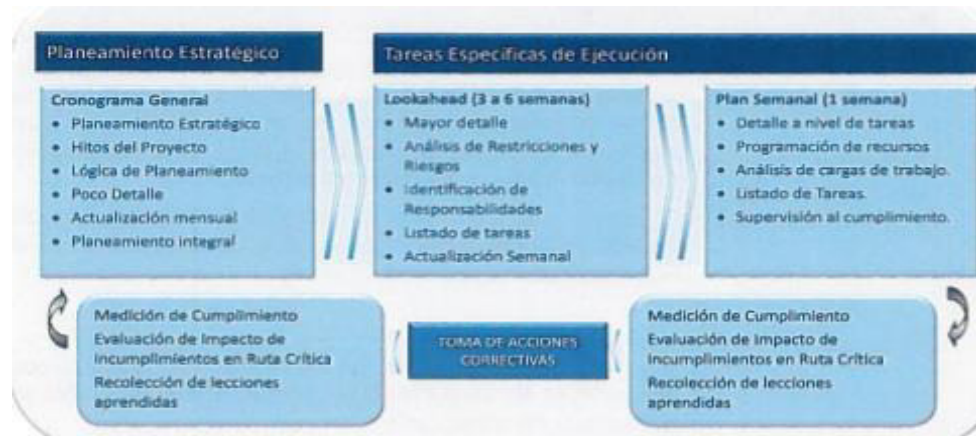 Planeamiento Estratégico
Tareas Específicas de Ejecución
Cronograma General
• Planeamiento Estratégico
• Hitos del Proyecto
• Lógica de Planeamiento
• Poco Detalle
• Actualización mensual
• Planeamiento integral
Lookahead (3 a 6 semanas)
• Mayor detalle
• Análisis de Restricciones y
Riesgos
• Identificación de
Responsabilidades
• Listado de tareas
• Actualización Semanal
Plan Semanal (1 semana)
• Detalle a nivel de tareas
• Programación de recursos
• Análisis de cargas de trabajo.
• Listado de Tareas.
• Supervisión al cumplimiento.
Medición de Cumplimiento
Evaluación de Impacto de
Incumplimientos en Ruta Crítica
Recolección de lecciones
aprendidas
TOMA DE ACCIONES
CORRECTIVAS
Medición de Cumplimiento
Evaluación de Impacto de
Incumplimientos en Ruta Crítica
Recolección de lecciones
aprendidas